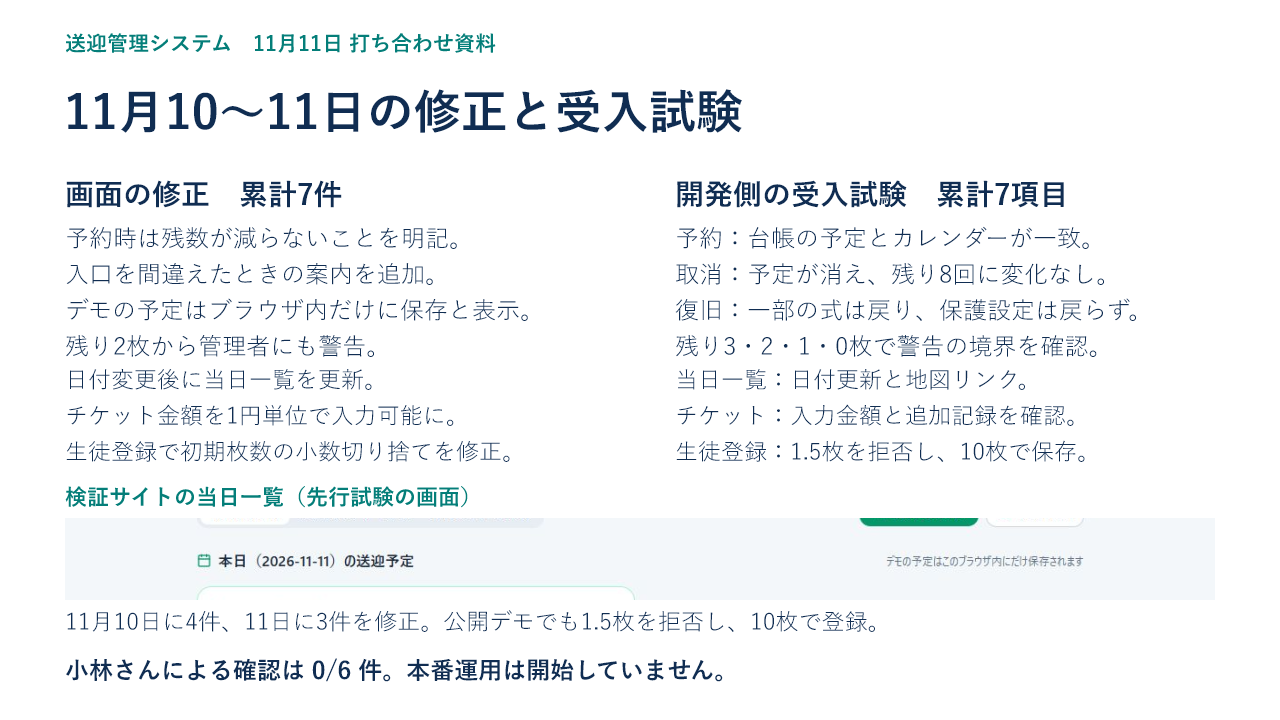 送迎管理システム　11月11日 打ち合わせ資料
11月10～11日の修正と受入試験
画面の修正　累計7件
予約時は残数が減らないことを明記。
入口を間違えたときの案内を追加。
デモの予定はブラウザ内だけに保存と表示。
残り2枚から管理者にも警告。
日付変更後に当日一覧を更新。
チケット金額を1円単位で入力可能に。
生徒登録で初期枚数の小数切り捨てを修正。
開発側の受入試験　累計7項目
予約：台帳の予定とカレンダーが一致。
取消：予定が消え、残り8回に変化なし。
復旧：一部の式は戻り、保護設定は戻らず。
残り3・2・1・0枚で警告の境界を確認。
当日一覧：日付更新と地図リンク。
チケット：入力金額と追加記録を確認。
生徒登録：1.5枚を拒否し、10枚で保存。
検証サイトの当日一覧（先行試験の画面）
本日（2026-11-11）の送迎予定
デモの予定はこのブラウザ内にだけ保存されます
11月10日に4件、11日に3件を修正。公開デモでも1.5枚を拒否し、10枚で登録。
小林さんによる確認は 0/6 件。本番運用は開始していません。